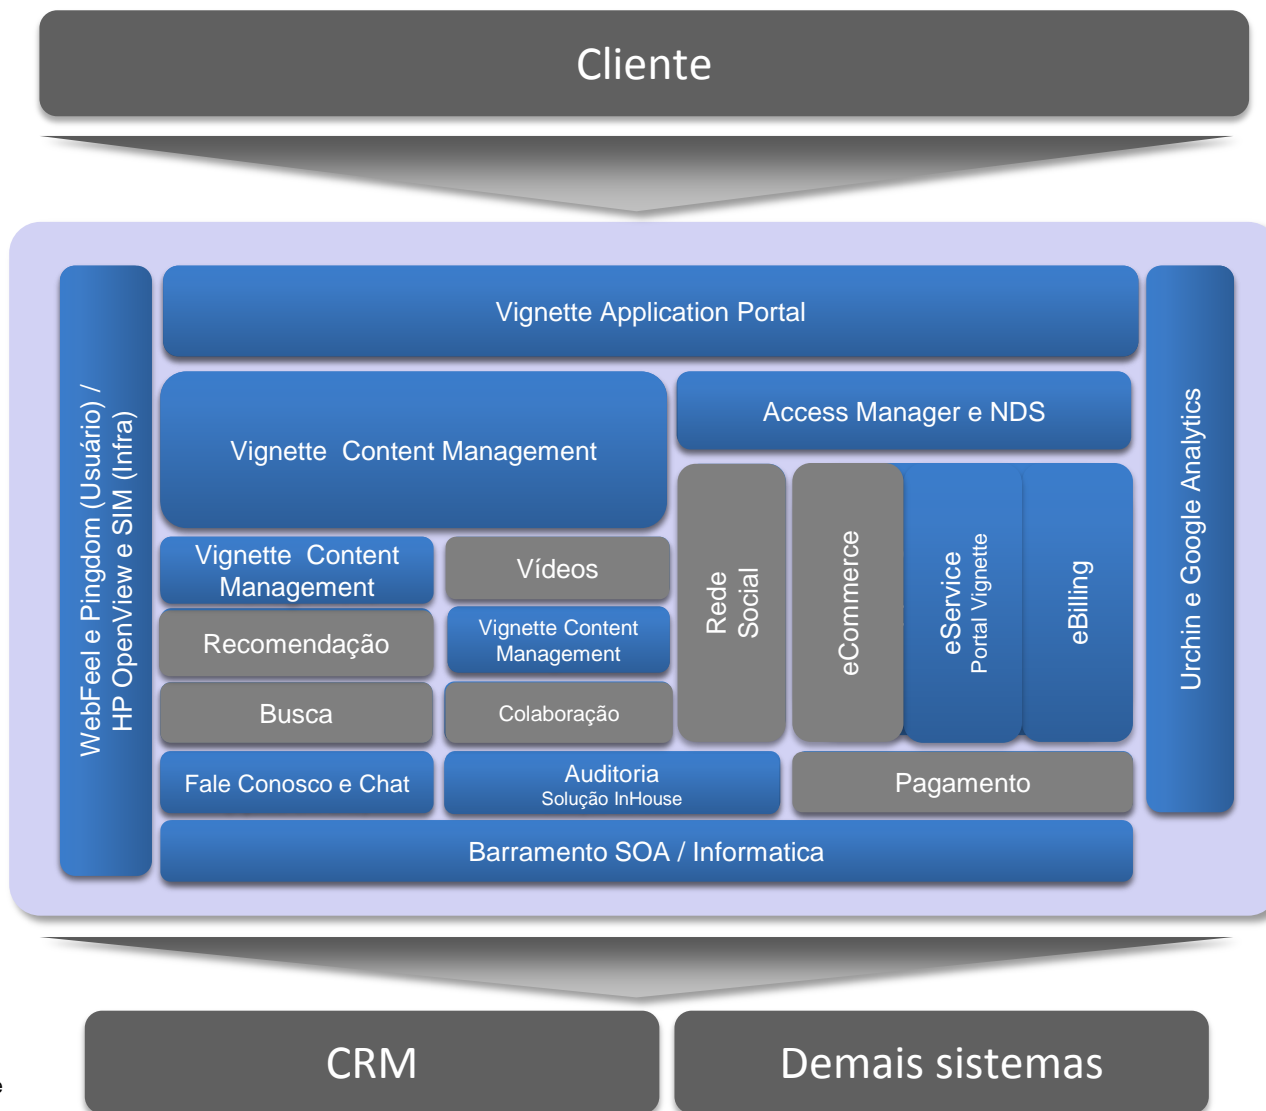 Cliente
WebFeel e Pingdom (Usuário) /
HP OpenView e SIM (Infra)
Vignette Application Portal
Urchin e Google Analytics
Vignette  Content Management
Access Manager e NDS
Vignette  Content
Management
Vídeos
Rede
Social
eCommerce
eService
Portal Vignette
eBilling
Recomendação
Vignette Content
Management
Busca
Colaboração
Fale Conosco e Chat
Auditoria
Solução InHouse
Pagamento
Barramento SOA / Informatica
CRM
Demais sistemas